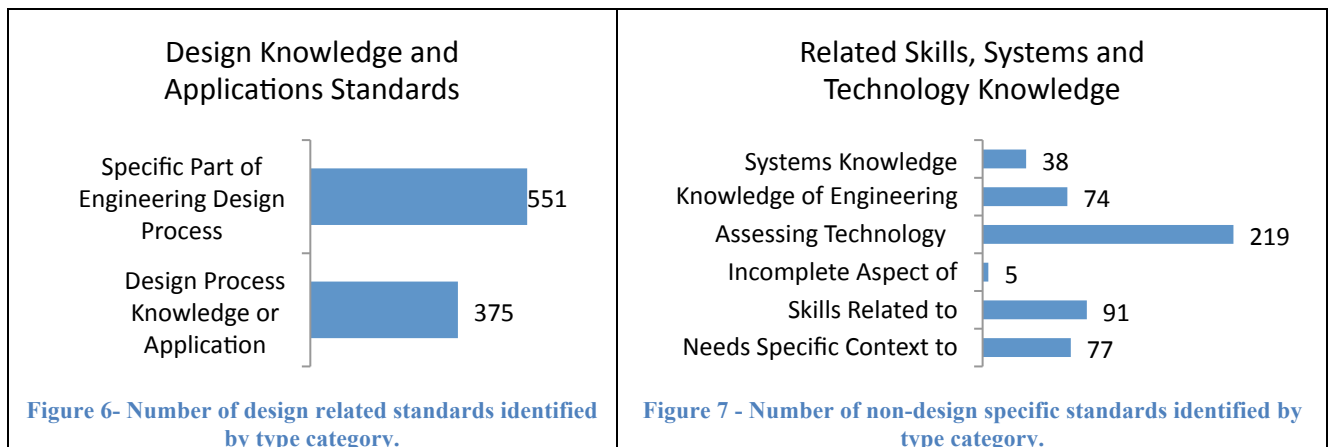 Design Knowledge and
Applications Standards
Specific Part of
Engineering Design
Process
551
Design Process
Knowledge or
Application
375
Figure 6- Number of design related standards identified
by type category.
Related Skills, Systems and
Technology Knowledge
Systems Knowledge
38
Knowledge of Engineering
74
Assessing Technology
219
Incomplete Aspect of
5
Skills Related to
91
Needs Specific Context to
77
Figure 7 - Number of non-design specific standards identified by
type category.